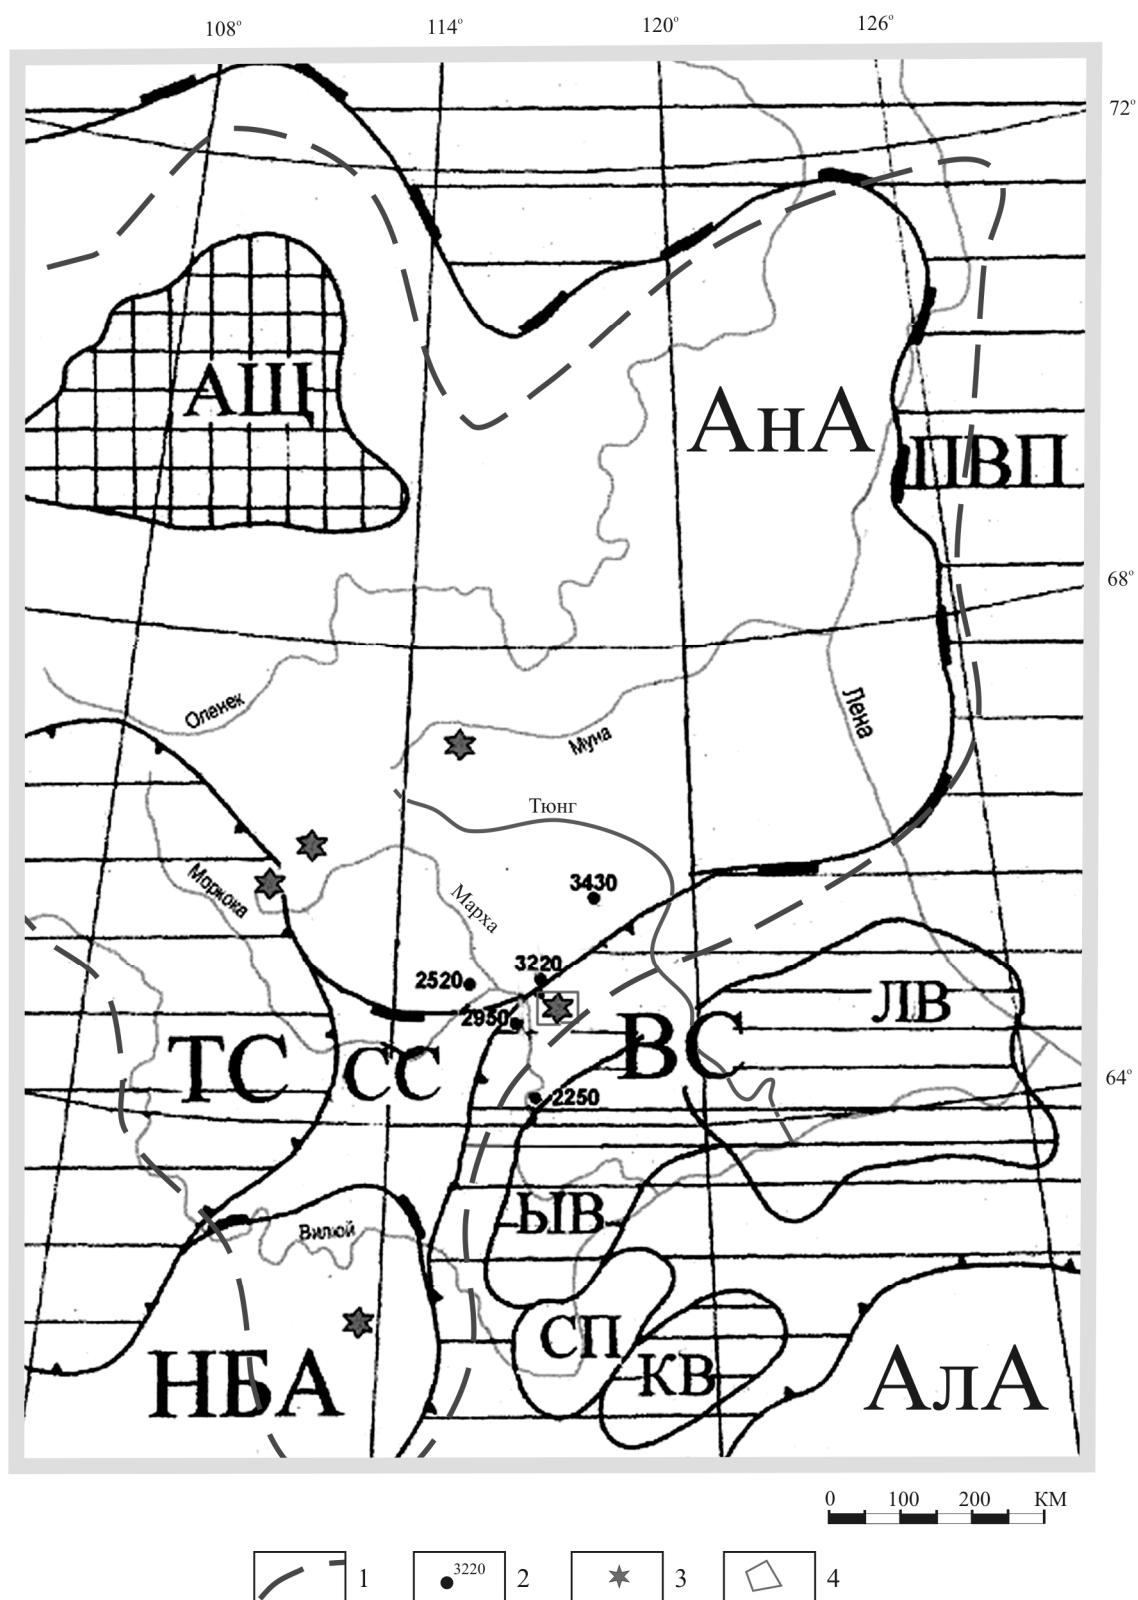 108° 114° 120° 126°
72°
АЩ
АнА
ПВП
68°
Оленек
Лена
Муна
Тюнг
Моркока
Марха
3430
3220
2520
2950
ЛВ
ВС
ТС
СС
64°
2250
ЫВ
Вилюй
СП
КВ
НБА
АлА
0 100 200 КМ
3220
1 2 3 4